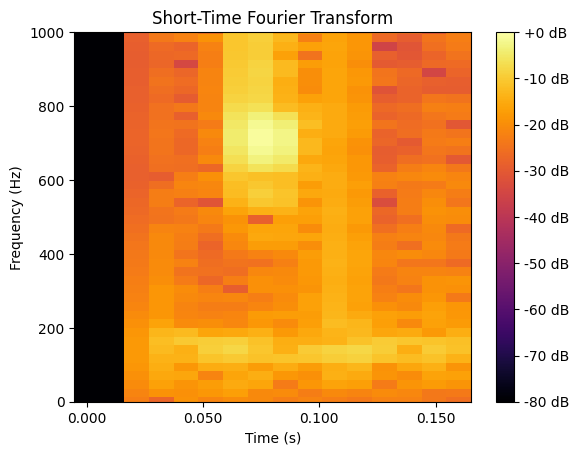 Short-Time Fourier Transform
Frequency (Hz)
1000
800
600
400
200
0
0.000
0.050
0.100
0.150
Time (s)
+0 dB
-10 dB
-20 dB
-30 dB
-40 dB
-50 dB
-60 dB
-70 dB
-80 dB